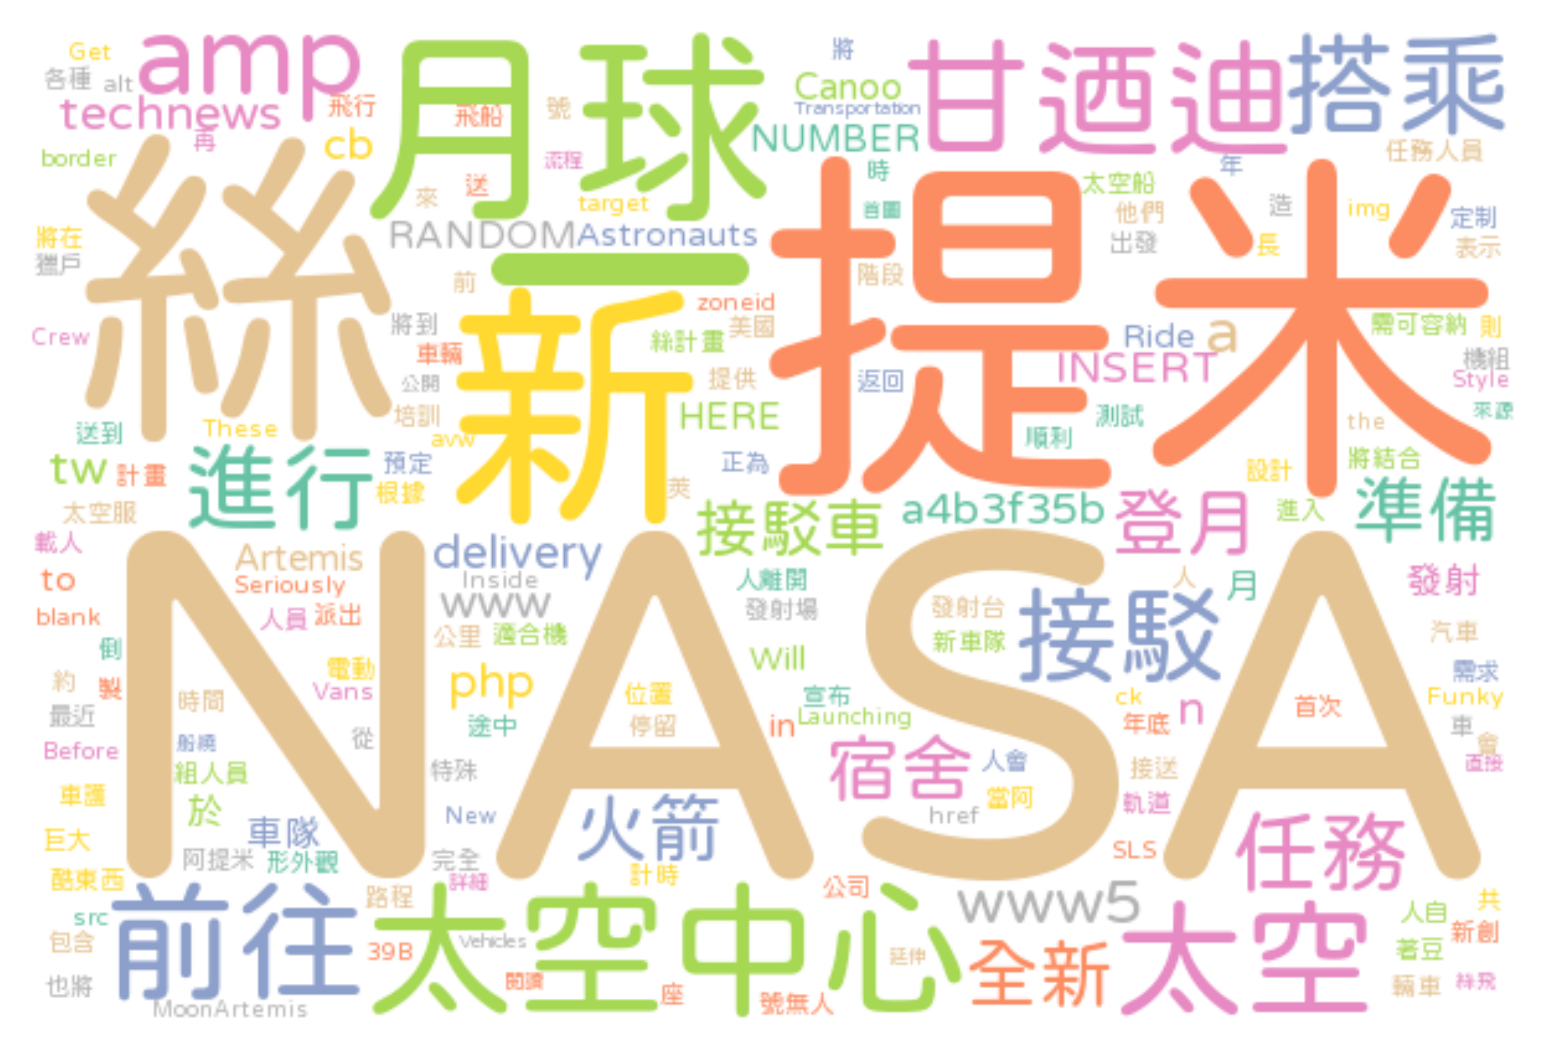 Get amp 月球 將 甘迺迪 搭乘
各種 alt 飛行 飛船 號 Canoo
technews 再 cb 流程 Transportation NUMBER 任務人員
border 來 送 target 時 太空船 年
絲 提米 首圖 他們 造 img 定制
將在 RANDOM Astronauts 出發 長 表示
獵戶 前 一 階段
將到 新 zoneid 美國 需可容納 則
Crew 車輛 絲計畫 Ride a 機組
公開 提供 返回 INSERT Style
培訓 HERE 測試 the 來源
送到 These avw 順利
tw 計畫 進行 預定 正為 設計 將結合
太空服 根據 莢 接駁車 a4b3f35b 登月 進入 準備
載人 Artemis delivery
to Seriously Inside 人離開 人 月 發射
blank 人員 派出 www 發射場 發射台 接駁
倒 NASA 公里 適合機 新車隊 汽車
約 電動 Will 需求
製 時間 Vans php 位置 宣布 ck Funky
最近 從 途中 停留 in Launching 年底 n 首次 車
Before 船繞 宿舍 人會 會
組人員 特殊 接送 直接
車護 於 New 火箭 href 當阿 軌道
巨大 車隊 任務
阿提米 形外觀 完全 SLS
酷東西 詳細 計時 公司
src 前往 路程 太空中心 www5 太空 共
包含 39B Vehicles 延伸 全新 人自 新創
著豆
也將 閱讀 座 號無人 輛車 絲飛
MoonArtemis